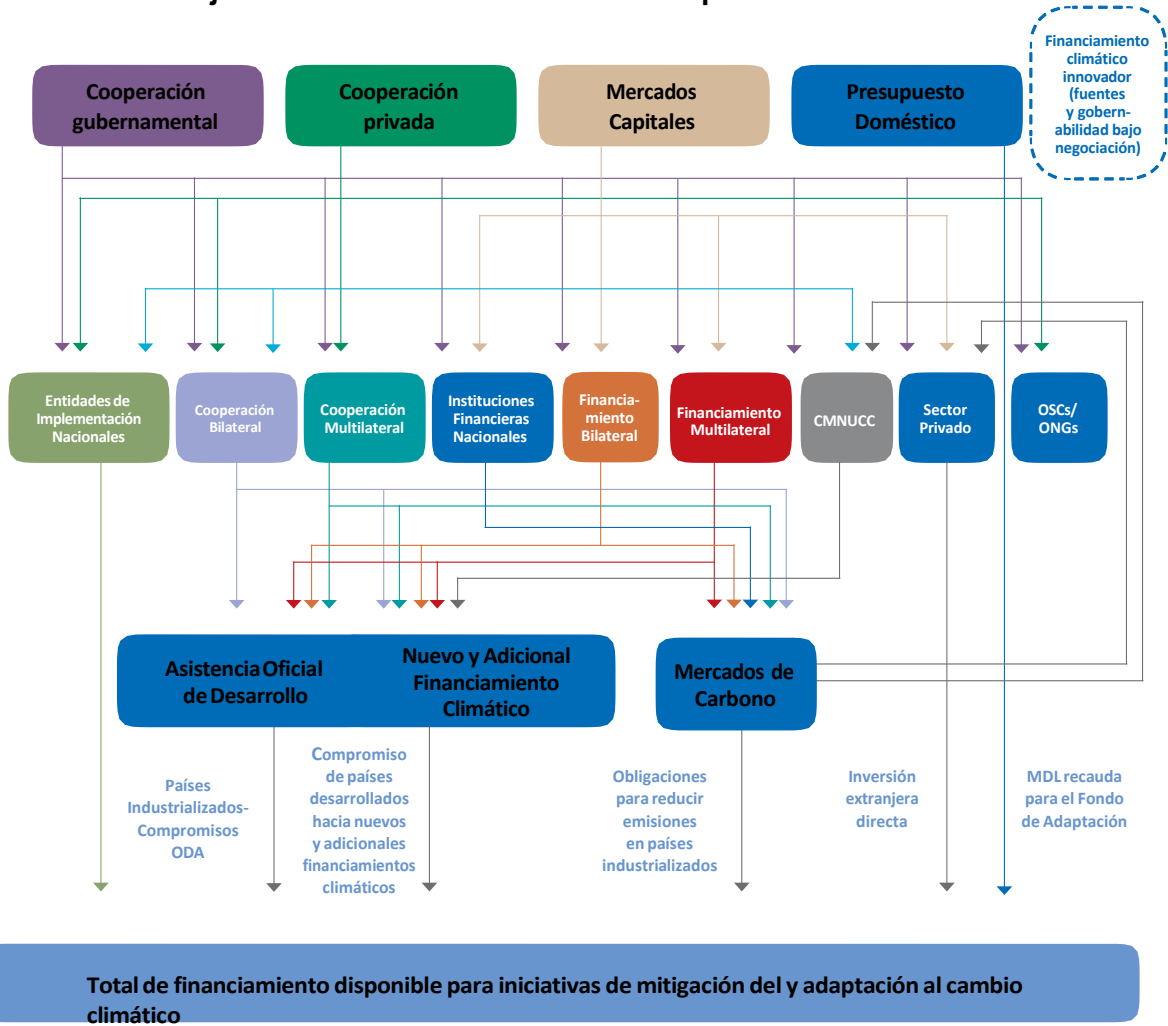 Financiamiento
climático
innovador
(fuentes
y gobern-
abilidad bajo
negociación)
Cooperación
gubernamental
Cooperación
privada
Mercados
Capitales
Presupuesto
Doméstico
Entidades de
Implementación
Nacionales
Cooperación
Bilateral
Cooperación
Multilateral
Instituciones
Financieras
Nacionales
Financia-
miento
Bilateral
Financiamiento
Multilateral
CMNUCC
Sector
Privado
OSCs/
ONGs
Asistencia Oficial
de Desarrollo
Nuevo y Adicional
Financiamiento
Climático
Mercados de
Carbono
Países
Industrializados-
Compromisos
ODA
Compromiso
de países
desarrollados
hacia nuevos
y adicionales
financiamientos
climáticos
Obligaciones
para reducir
emisiones
en países
industrializados
Inversión
extranjera
directa
MDL recauda
para el Fondo
de Adaptación
Total de financiamiento disponible para iniciativas de mitigación del y adaptación al cambio
climático